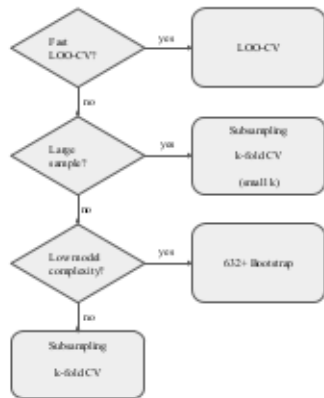 Fast
LOO-CV?
yes
LOO-CV
no
Large
sample?
yes
Subsampling
k-fold CV
(small k)
no
Low model
complexity?
yes
632+ Bootstrap
no
Subsampling
k-fold CV